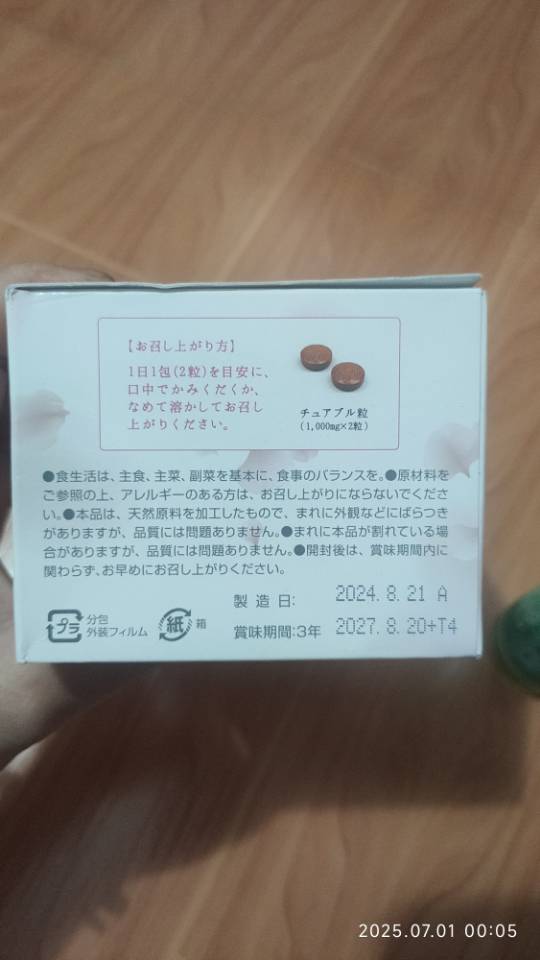 【お召し上がり方】
1日1包(2粒)を目安に、
口中でかみくだくか、
なめて溶かしてお召し
上がりください。
チュアブル粒
(1,000mg×2粒)
●食生活は、主食、主菜、副菜を基本に、食事のバランスを。●原材料を
ご参照の上、アレルギーのある方は、お召し上がりにならないでくださ
い。●本品は、天然原料を加工したもので、まれに外観などにばらつき
がありますが、品質には問題ありません。●まれに本品が割れている場
合がありますが、品質には問題ありません。●開封後は、賞味期間内に
関わらず、お早めにお召し上がりください。
プラ
分包
外装フィルム
紙
箱
製造日: 2024. 8. 21 A
賞味期間:3年 2027. 8. 20+T4
2025.07.01 00:05